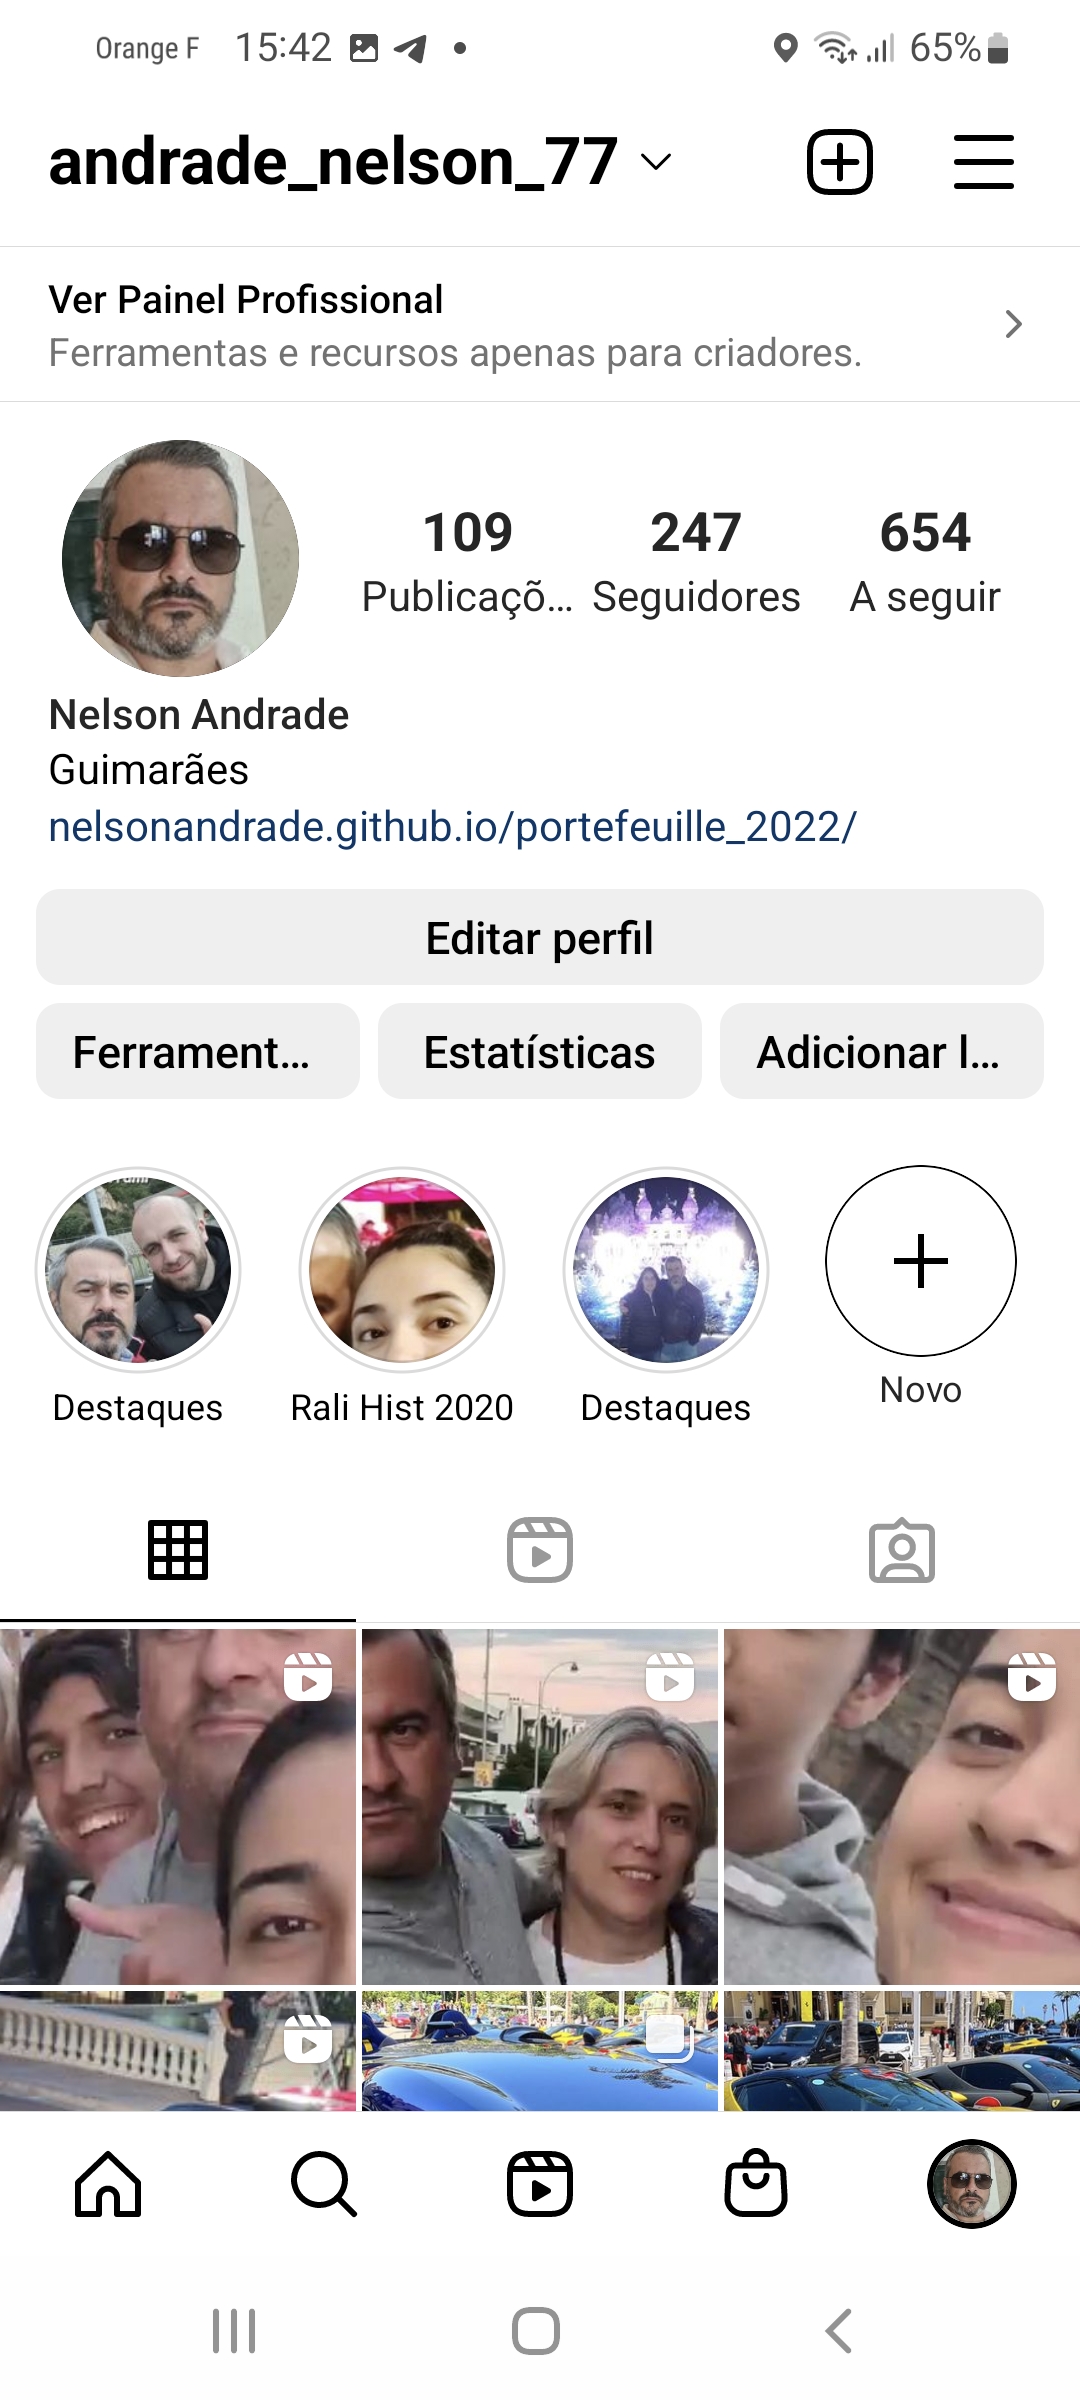 Orange F 15:42 65%
andrade_nelson_77
Ver Painel Profissional
Ferramentas e recursos apenas para criadores.
109 247 654
Publicaçõ... Seguidores A seguir
Nelson Andrade
Guimarães
nelsonandrade.github.io/portefeuille_2022/
Editar perfil
Ferrament... Estatísticas Adicionar l...
Destaques Rali Hist 2020 Destaques Novo